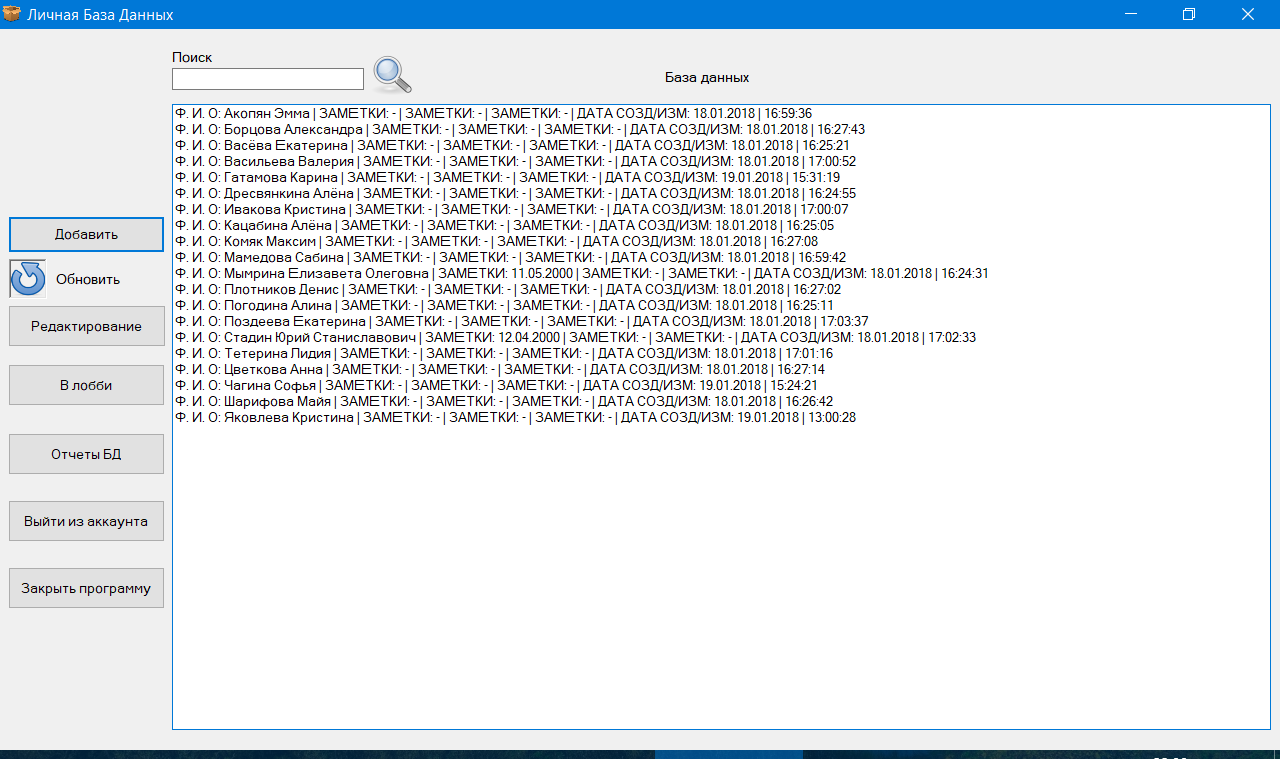 Личная База Данных
Поиск
База данных
Ф. И. О: Акопян Эмма | ЗАМЕТКИ: - | ЗАМЕТКИ: - | ЗАМЕТКИ: - | ДАТА СОЗД/ИЗМ: 18.01.2018 | 16:59:36
Ф. И. О: Борцова Александра | ЗАМЕТКИ: - | ЗАМЕТКИ: - | ЗАМЕТКИ: - | ДАТА СОЗД/ИЗМ: 18.01.2018 | 16:27:43
Ф. И. О: Васёва Екатерина | ЗАМЕТКИ: - | ЗАМЕТКИ: - | ЗАМЕТКИ: - | ДАТА СОЗД/ИЗМ: 18.01.2018 | 16:25:21
Ф. И. О: Васильева Валерия | ЗАМЕТКИ: - | ЗАМЕТКИ: - | ЗАМЕТКИ: - | ДАТА СОЗД/ИЗМ: 18.01.2018 | 17:00:52
Ф. И. О: Гатамова Карина | ЗАМЕТКИ: - | ЗАМЕТКИ: - | ЗАМЕТКИ: - | ДАТА СОЗД/ИЗМ: 19.01.2018 | 15:31:19
Ф. И. О: Дресвянкина Алёна | ЗАМЕТКИ: - | ЗАМЕТКИ: - | ЗАМЕТКИ: - | ДАТА СОЗД/ИЗМ: 18.01.2018 | 16:24:55
Ф. И. О: Ивакова Кристина | ЗАМЕТКИ: - | ЗАМЕТКИ: - | ЗАМЕТКИ: - | ДАТА СОЗД/ИЗМ: 18.01.2018 | 17:00:07
Ф. И. О: Кацабина Алёна | ЗАМЕТКИ: - | ЗАМЕТКИ: - | ЗАМЕТКИ: - | ДАТА СОЗД/ИЗМ: 18.01.2018 | 16:25:05
Ф. И. О: Комяк Максим | ЗАМЕТКИ: - | ЗАМЕТКИ: - | ЗАМЕТКИ: - | ДАТА СОЗД/ИЗМ: 18.01.2018 | 16:27:08
Ф. И. О: Мамедова Сабина | ЗАМЕТКИ: - | ЗАМЕТКИ: - | ЗАМЕТКИ: - | ДАТА СОЗД/ИЗМ: 18.01.2018 | 16:59:42
Ф. И. О: Мымрина Елизавета Олеговна | ЗАМЕТКИ: 11.05.2000 | ЗАМЕТКИ: - | ЗАМЕТКИ: - | ДАТА СОЗД/ИЗМ: 18.01.2018 | 16:24:31
Ф. И. О: Плотников Денис | ЗАМЕТКИ: - | ЗАМЕТКИ: - | ЗАМЕТКИ: - | ДАТА СОЗД/ИЗМ: 18.01.2018 | 16:27:02
Ф. И. О: Погодина Алина | ЗАМЕТКИ: - | ЗАМЕТКИ: - | ЗАМЕТКИ: - | ДАТА СОЗД/ИЗМ: 18.01.2018 | 16:25:11
Ф. И. О: Поздеева Екатерина | ЗАМЕТКИ: - | ЗАМЕТКИ: - | ЗАМЕТКИ: - | ДАТА СОЗД/ИЗМ: 18.01.2018 | 17:03:37
Ф. И. О: Стадин Юрий Станиславович | ЗАМЕТКИ: 12.04.2000 | ЗАМЕТКИ: - | ЗАМЕТКИ: - | ДАТА СОЗД/ИЗМ: 18.01.2018 | 17:02:33
Ф. И. О: Тетерина Лидия | ЗАМЕТКИ: - | ЗАМЕТКИ: - | ЗАМЕТКИ: - | ДАТА СОЗД/ИЗМ: 18.01.2018 | 17:01:16
Ф. И. О: Цветкова Анна | ЗАМЕТКИ: - | ЗАМЕТКИ: - | ЗАМЕТКИ: - | ДАТА СОЗД/ИЗМ: 18.01.2018 | 16:27:14
Ф. И. О: Чагина Софья | ЗАМЕТКИ: - | ЗАМЕТКИ: - | ЗАМЕТКИ: - | ДАТА СОЗД/ИЗМ: 19.01.2018 | 15:24:21
Ф. И. О: Шарифова Майя | ЗАМЕТКИ: - | ЗАМЕТКИ: - | ЗАМЕТКИ: - | ДАТА СОЗД/ИЗМ: 18.01.2018 | 16:26:42
Ф. И. О: Яковлева Кристина | ЗАМЕТКИ: - | ЗАМЕТКИ: - | ЗАМЕТКИ: - | ДАТА СОЗД/ИЗМ: 19.01.2018 | 13:00:28
Добавить
Обновить
Редактирование
В лобби
Отчеты БД
Выйти из аккаунта
Закрыть программу